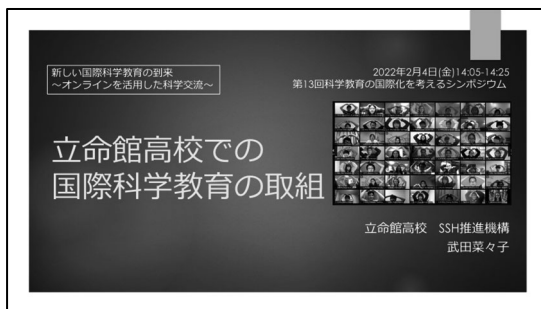 新しい国際科学教育の到来
～オンラインを活用した科学交流～
2022年2月4日(金)14:05-14:25
第13回科学教育の国際化を考えるシンポジウム
立命館高校での
国際科学教育の取組
立命館高校　SSH推進機構
武田菜々子